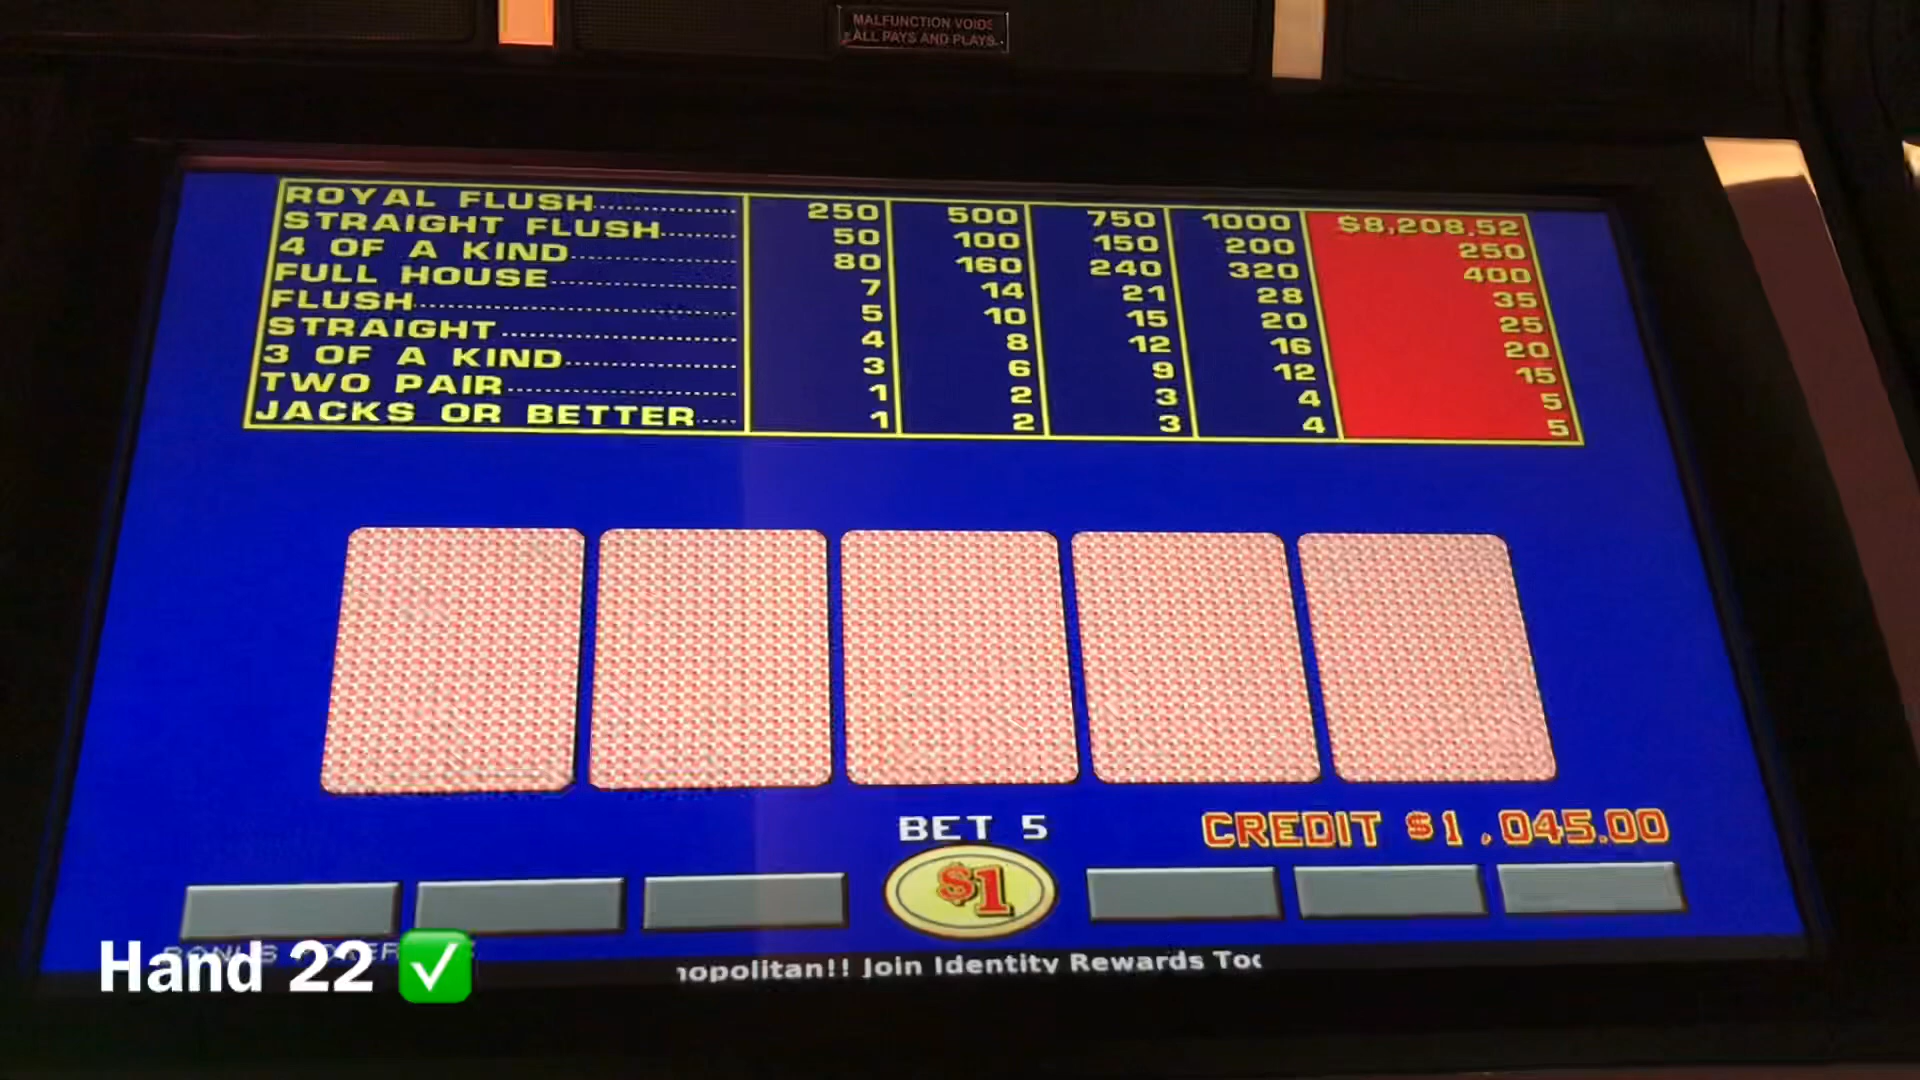 MALFUNCTION VOIDS
ALL PAYS AND PLAYS
ROYAL FLUSH 250 500 750 1000 $8,208.52
STRAIGHT FLUSH 50 100 150 200 250
4 OF A KIND 80 160 240 320 400
FULL HOUSE 7 14 21 28 35
FLUSH 5 10 15 20 25
STRAIGHT 4 8 12 16 20
3 OF A KIND 3 6 9 12 15
TWO PAIR 1 2 3 4 5
JACKS OR BETTER 1 2 3 4 5
BET 5 CREDIT $1,045.00
$1
Hand 22 ✅
nopolitan!! Join Identity Rewards Too